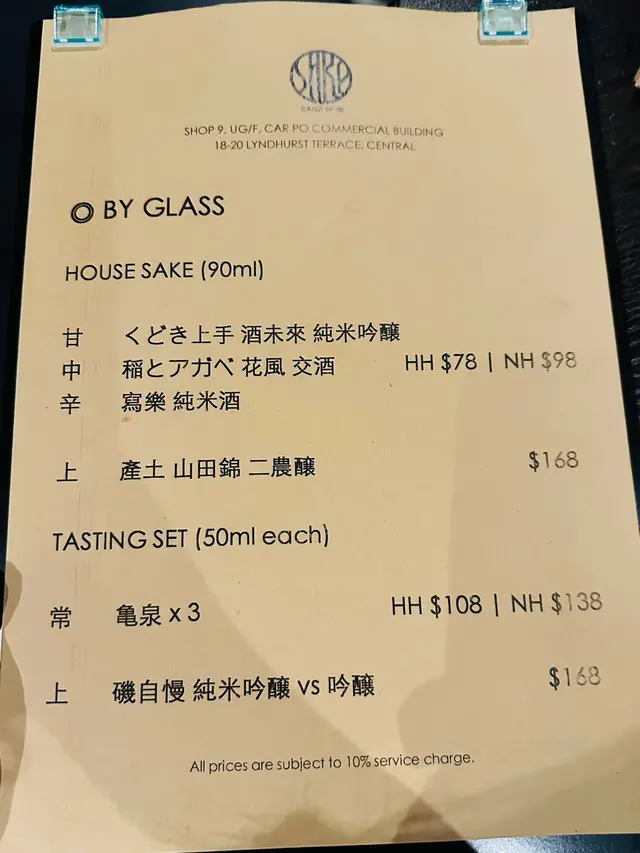 SAKE
SHOP 9, UG/F, CAR PO COMMERCIAL BUILDING
18-20 LYNDHURST TERRACE, CENTRAL
BY GLASS
HOUSE SAKE (90ml)
甘 くどき上手 酒未來 純米吟醸
中 稲とアガベ 花風 交酒 HH $78 | NH $98
辛 寫樂 純米酒
上 產土 山田錦 二農醸 $168
TASTING SET (50ml each)
常 亀泉 x 3 HH $108 | NH $138
上 磯自慢 純米吟醸 vs 吟醸 $168
All prices are subject to 10% service charge.